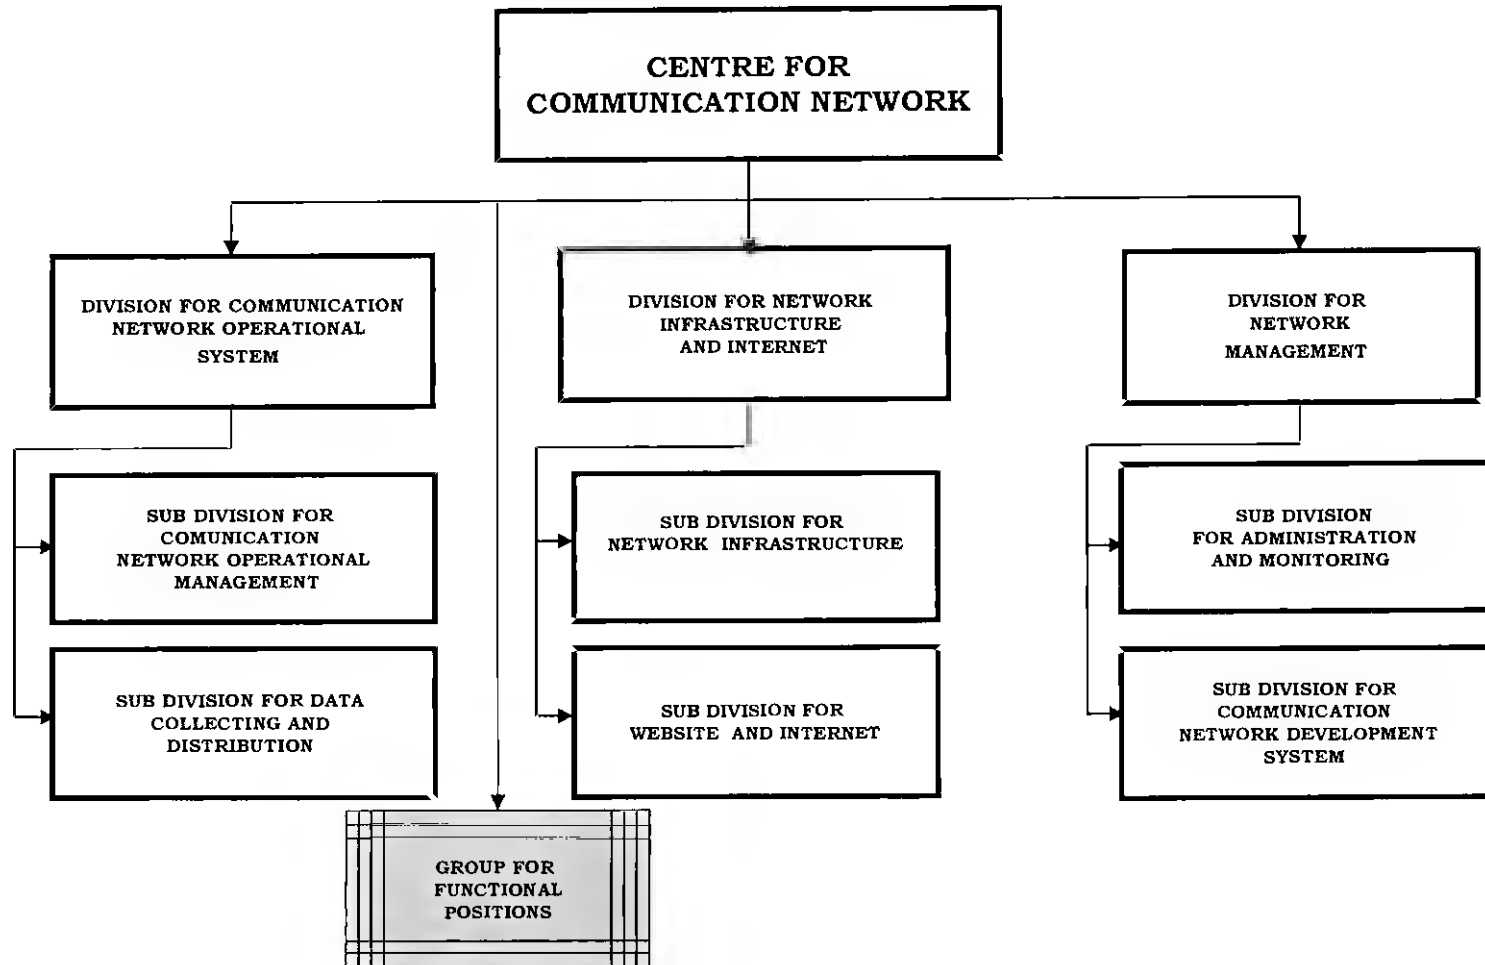 CENTRE FOR
COMMUNICATION NETWORK
DIVISION FOR COMMUNICATION
NETWORK OPERATIONAL
SYSTEM
DIVISION FOR NETWORK
INFRASTRUCTURE
AND INTERNET
DIVISION FOR
NETWORK
MANAGEMENT
SUB DIVISION FOR
COMUNICATION
NETWORK OPERATIONAL
MANAGEMENT
SUB DIVISION FOR
NETWORK INFRASTRUCTURE
SUB DIVISION
FOR ADMINISTRATION
AND MONITORING
SUB DIVISION FOR DATA
COLLECTING AND
DISTRIBUTION
SUB DIVISION FOR
WEBSITE AND INTERNET
SUB DIVISION FOR
COMMUNICATION
NETWORK DEVELOPMENT
SYSTEM
GROUP FOR
FUNCTIONAL
POSITIONS